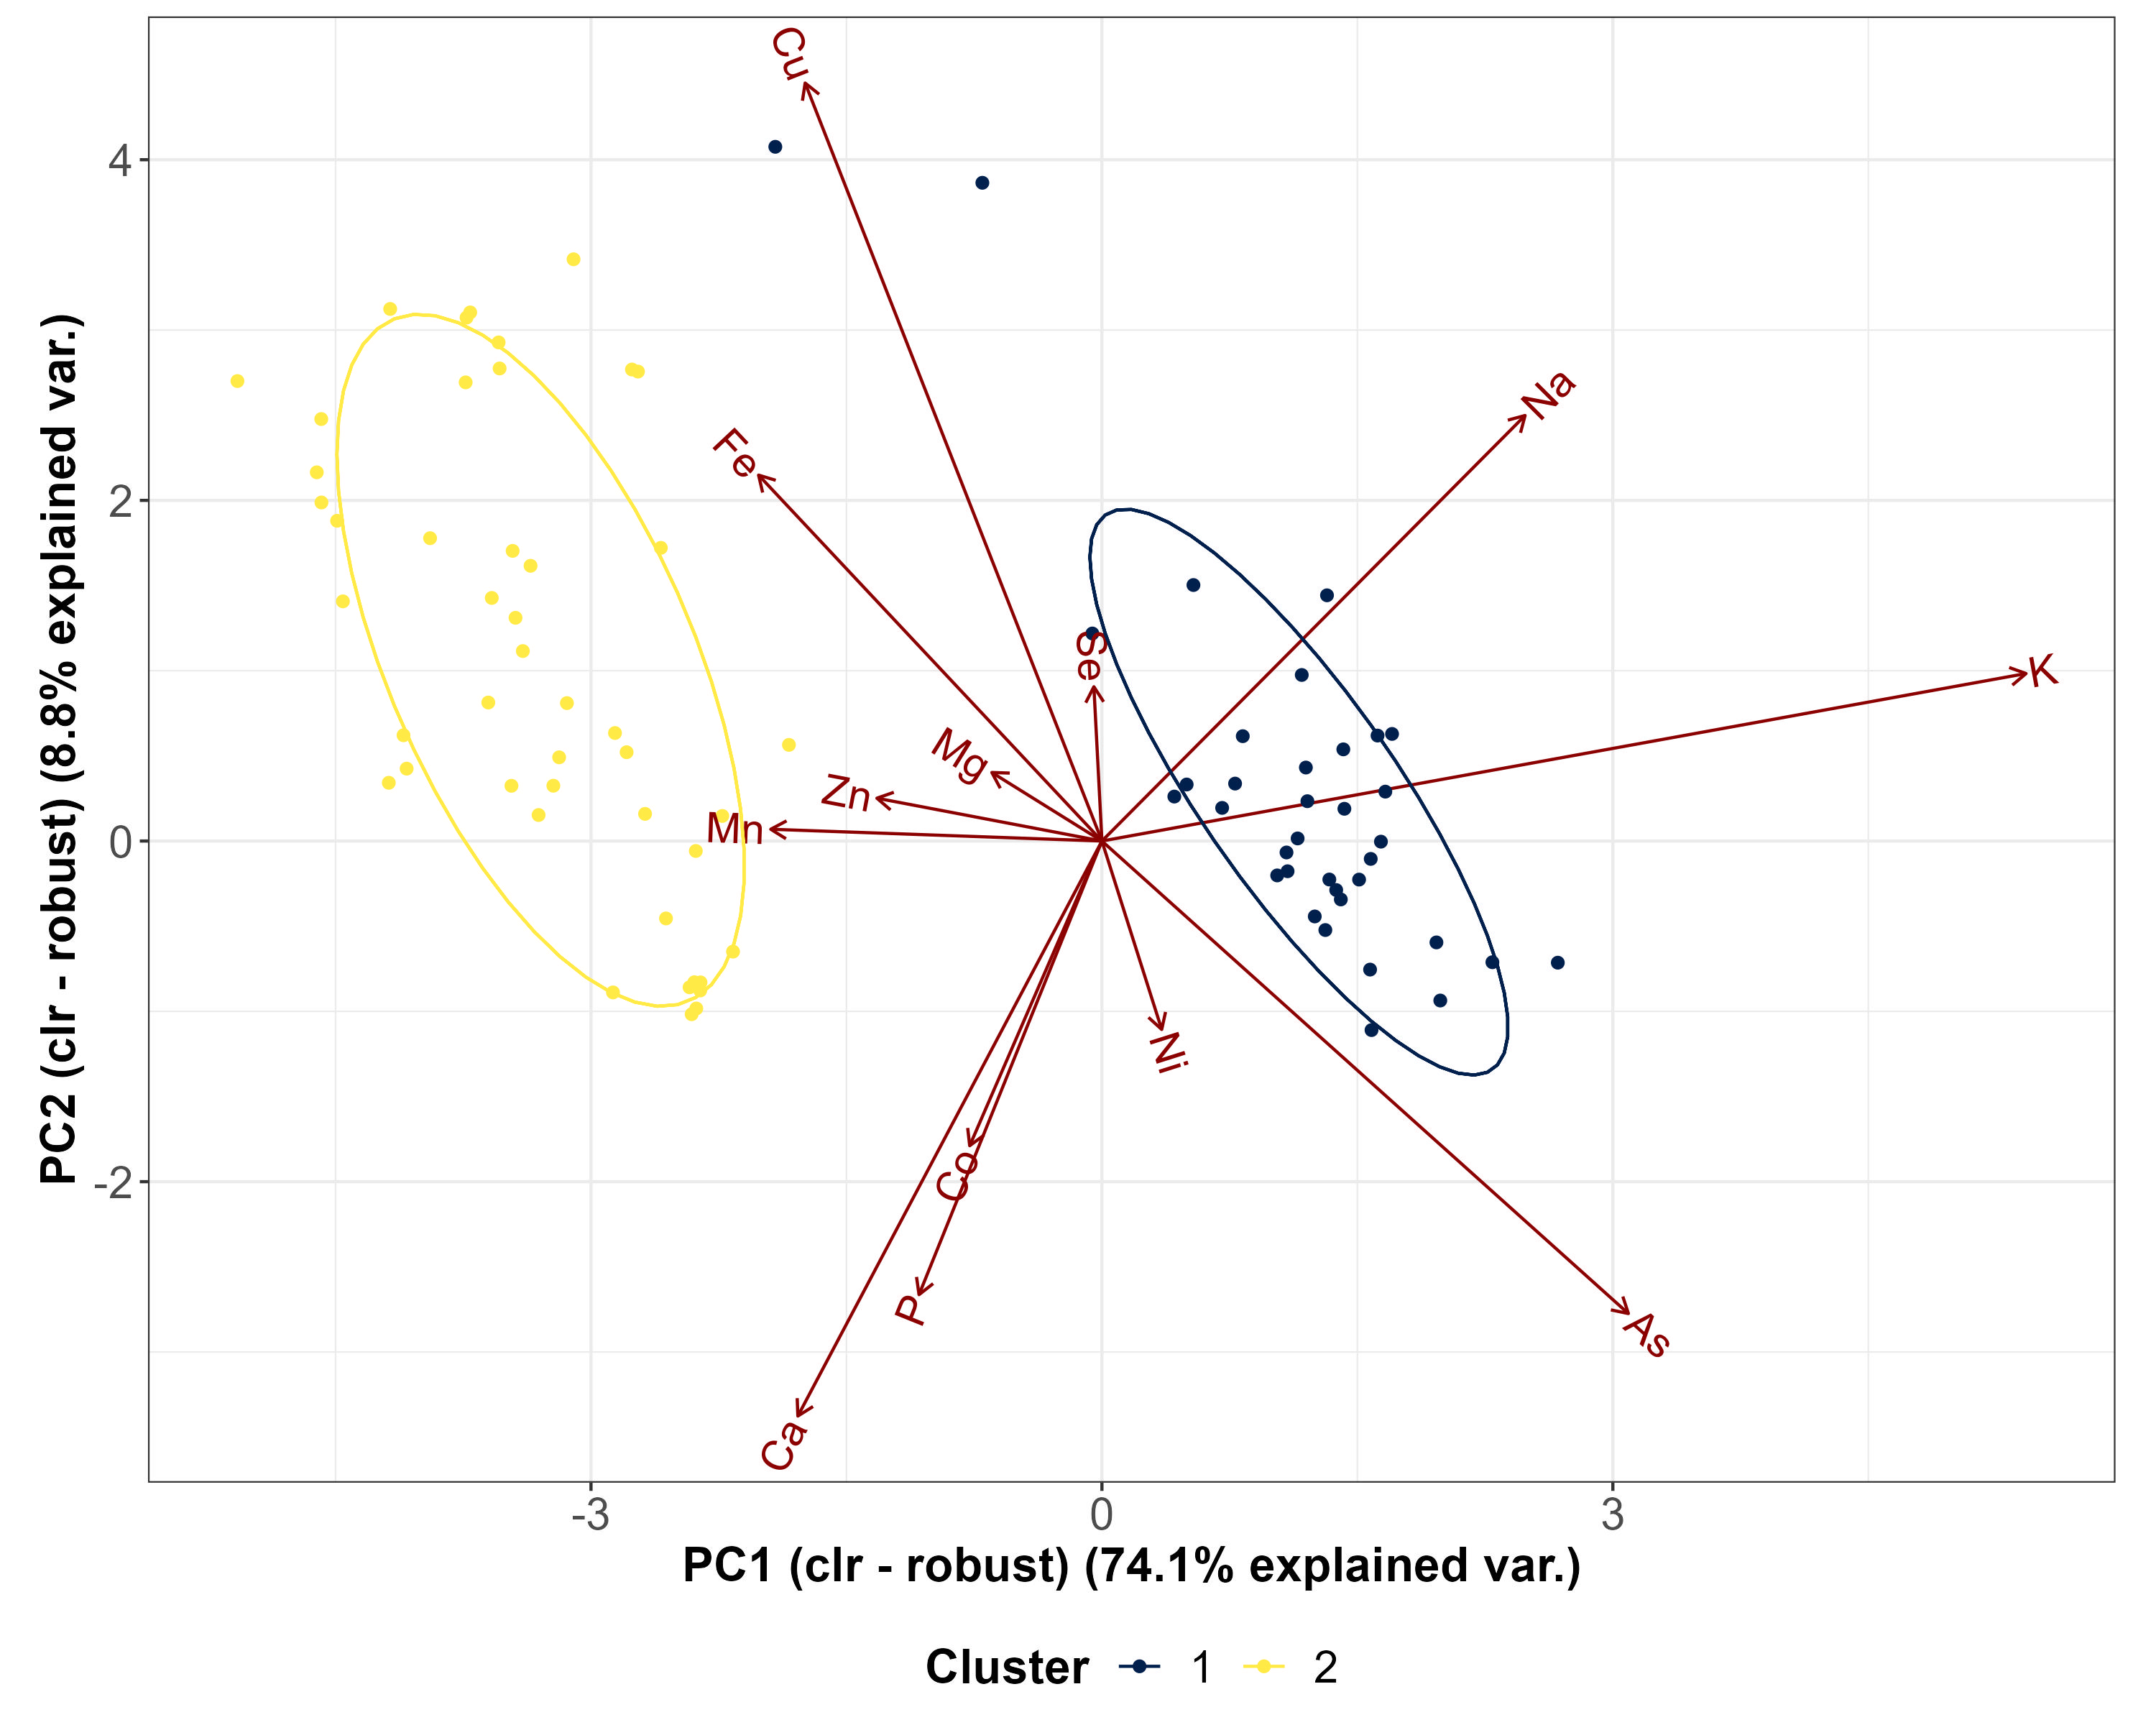 Cu
4
Na
Fe
2
K
Ce
Mg
Zn
Mn
0
Ni
Co
-2
P
As
Ca
-3
0
3
PC1 (clr - robust) (74.1% explained var.)
PC2 (clr - robust) (8.8% explained var.)
Cluster 1 2